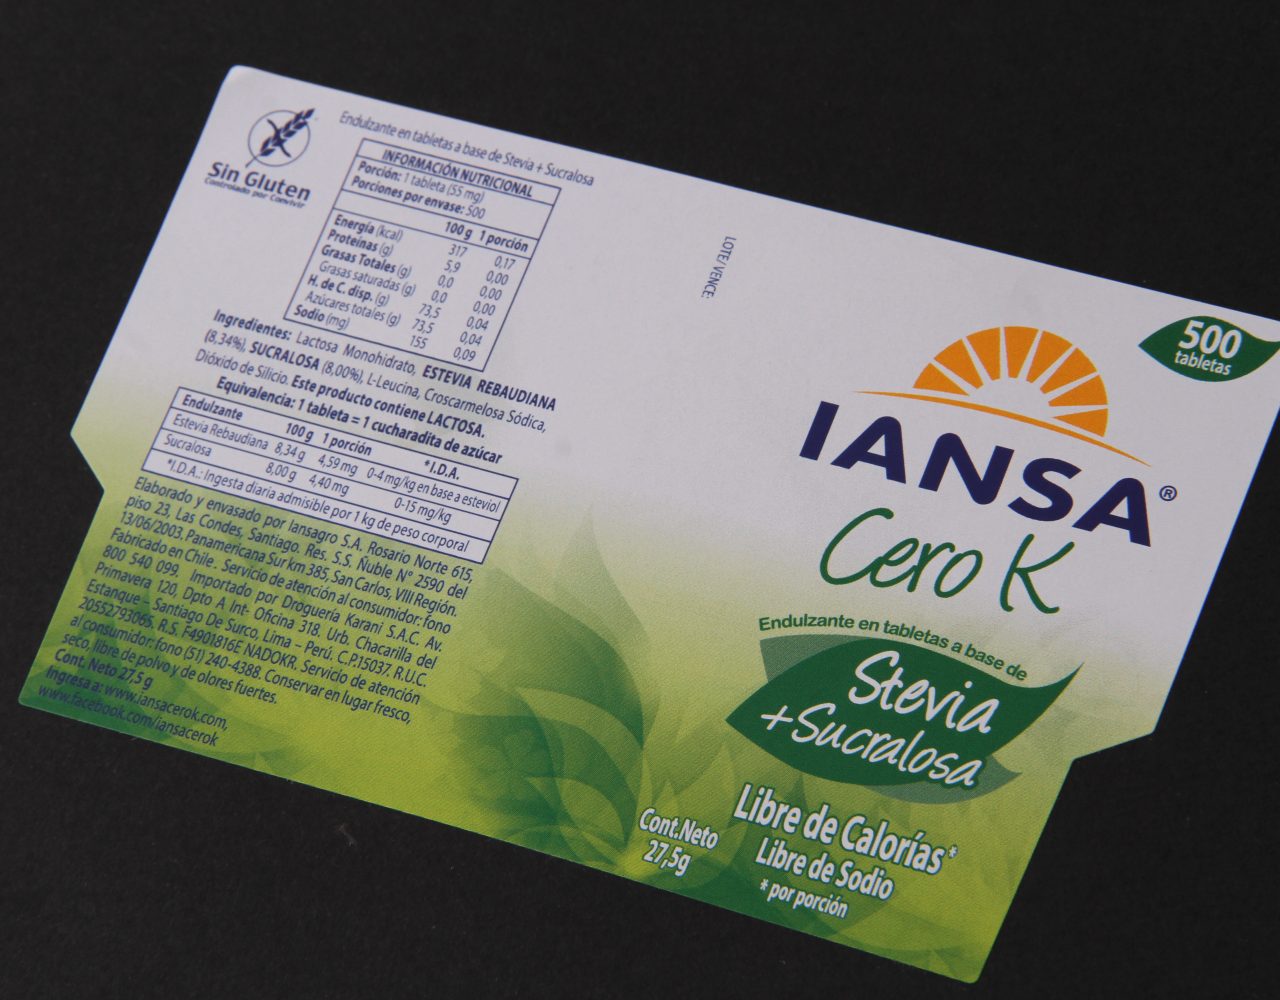 Sin Gluten
Controlado por Convivir
Endulzante en tabletas a base de Stevia + Sucralosa
INFORMACIÓN NUTRICIONAL
Porción: 1 tableta (55 mg)
Porciones por envase: 500
100 g 1 porción
Energía (kcal) 317 0,17
Proteínas (g) 5,9 0,00
Grasas Totales (g) 0,0 0,00
Grasas saturadas (g) 0,0 0,00
H. de C. disp. (g) 73,5 0,04
Azúcares totales (g) 73,5 0,04
Sodio (mg) 155 0,09
Ingredientes: Lactosa Monohidrato, ESTEVIA REBAUDIANA
(8,34%), SUCRALOSA (8,00%), L-Leucina, Croscarmelosa Sódica,
Dióxido de Silicio. Este producto contiene LACTOSA.
Equivalencia: 1 tableta = 1 cucharadita de azúcar
Endulzante 100 g 1 porción *I.D.A.
Estevia Rebaudiana 8,34 g 4,59 mg 0-4 mg/kg en base a esteviol
Sucralosa 8,00 g 4,40 mg 0-15 mg/kg
*I.D.A.: Ingesta diaria admisible por 1 kg de peso corporal
Elaborado y envasado por Iansagro S.A. Rosario Norte 615,
piso 23, Las Condes, Santiago. Res. S.S. Ñuble N° 2590 del
13/06/2003. Panamericana Sur km 385, San Carlos, VIII Región.
Fabricado en Chile. Servicio de atención al consumidor: fono
800 540 099. Importado por Droguería Karani S.A.C. Av.
Primavera 120, Dpto A Int- Oficina 318. Urb. Chacarilla del
Estanque - Santiago De Surco, Lima - Perú. C.P.15037. R.U.C.
20552793065. R.S. F4901816E NADOKR. Servicio de atención
al consumidor: fono (51) 240-4388. Conservar en lugar fresco,
seco, libre de polvo y de olores fuertes.
Cont. Neto 27,5 g
Ingresa a: www.iansacerok.com,
www.facebook.com/iansacerok
LOTE/VENCE:
500
tabletas
IANSA®
Cero K
Endulzante en tabletas a base de
Stevia
+Sucralosa
Cont.Neto
27,5g
Libre de Calorías*
Libre de Sodio
* por porción